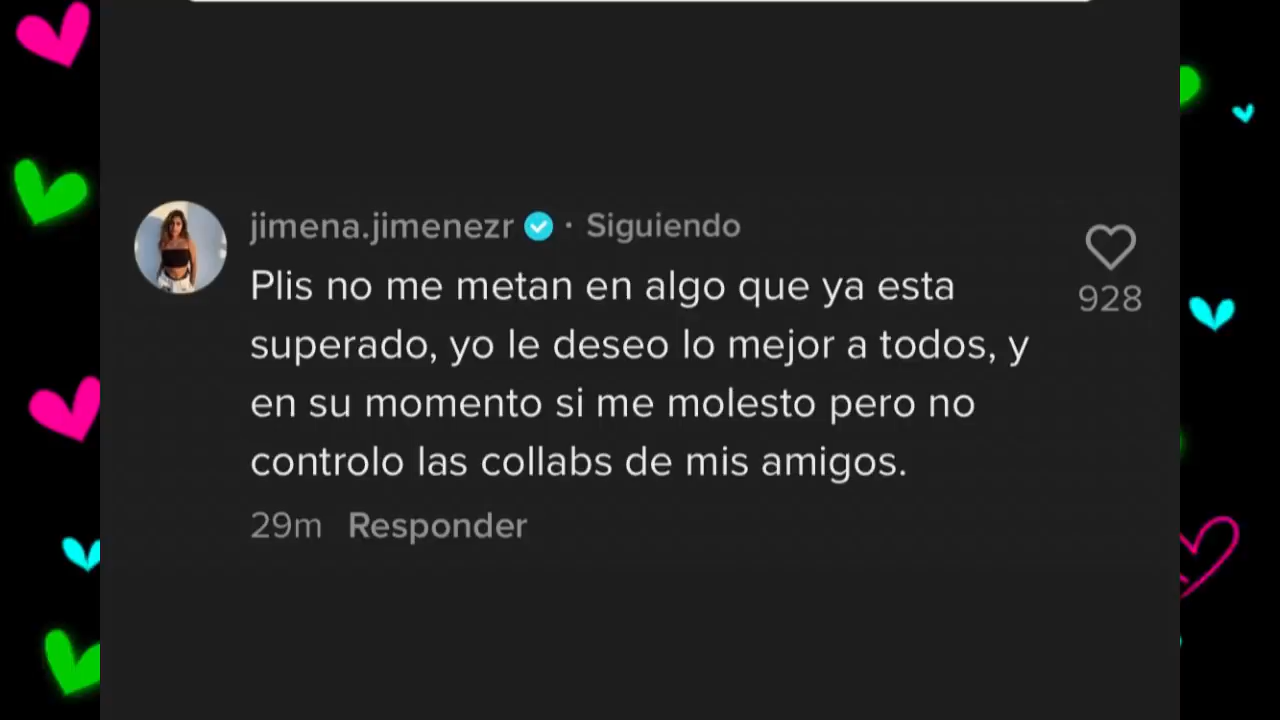 jimena.jimenezr · Siguiendo
Plis no me metan en algo que ya esta
superado, yo le deseo lo mejor a todos, y
en su momento si me molesto pero no
controlo las collabs de mis amigos.
29m Responder
928